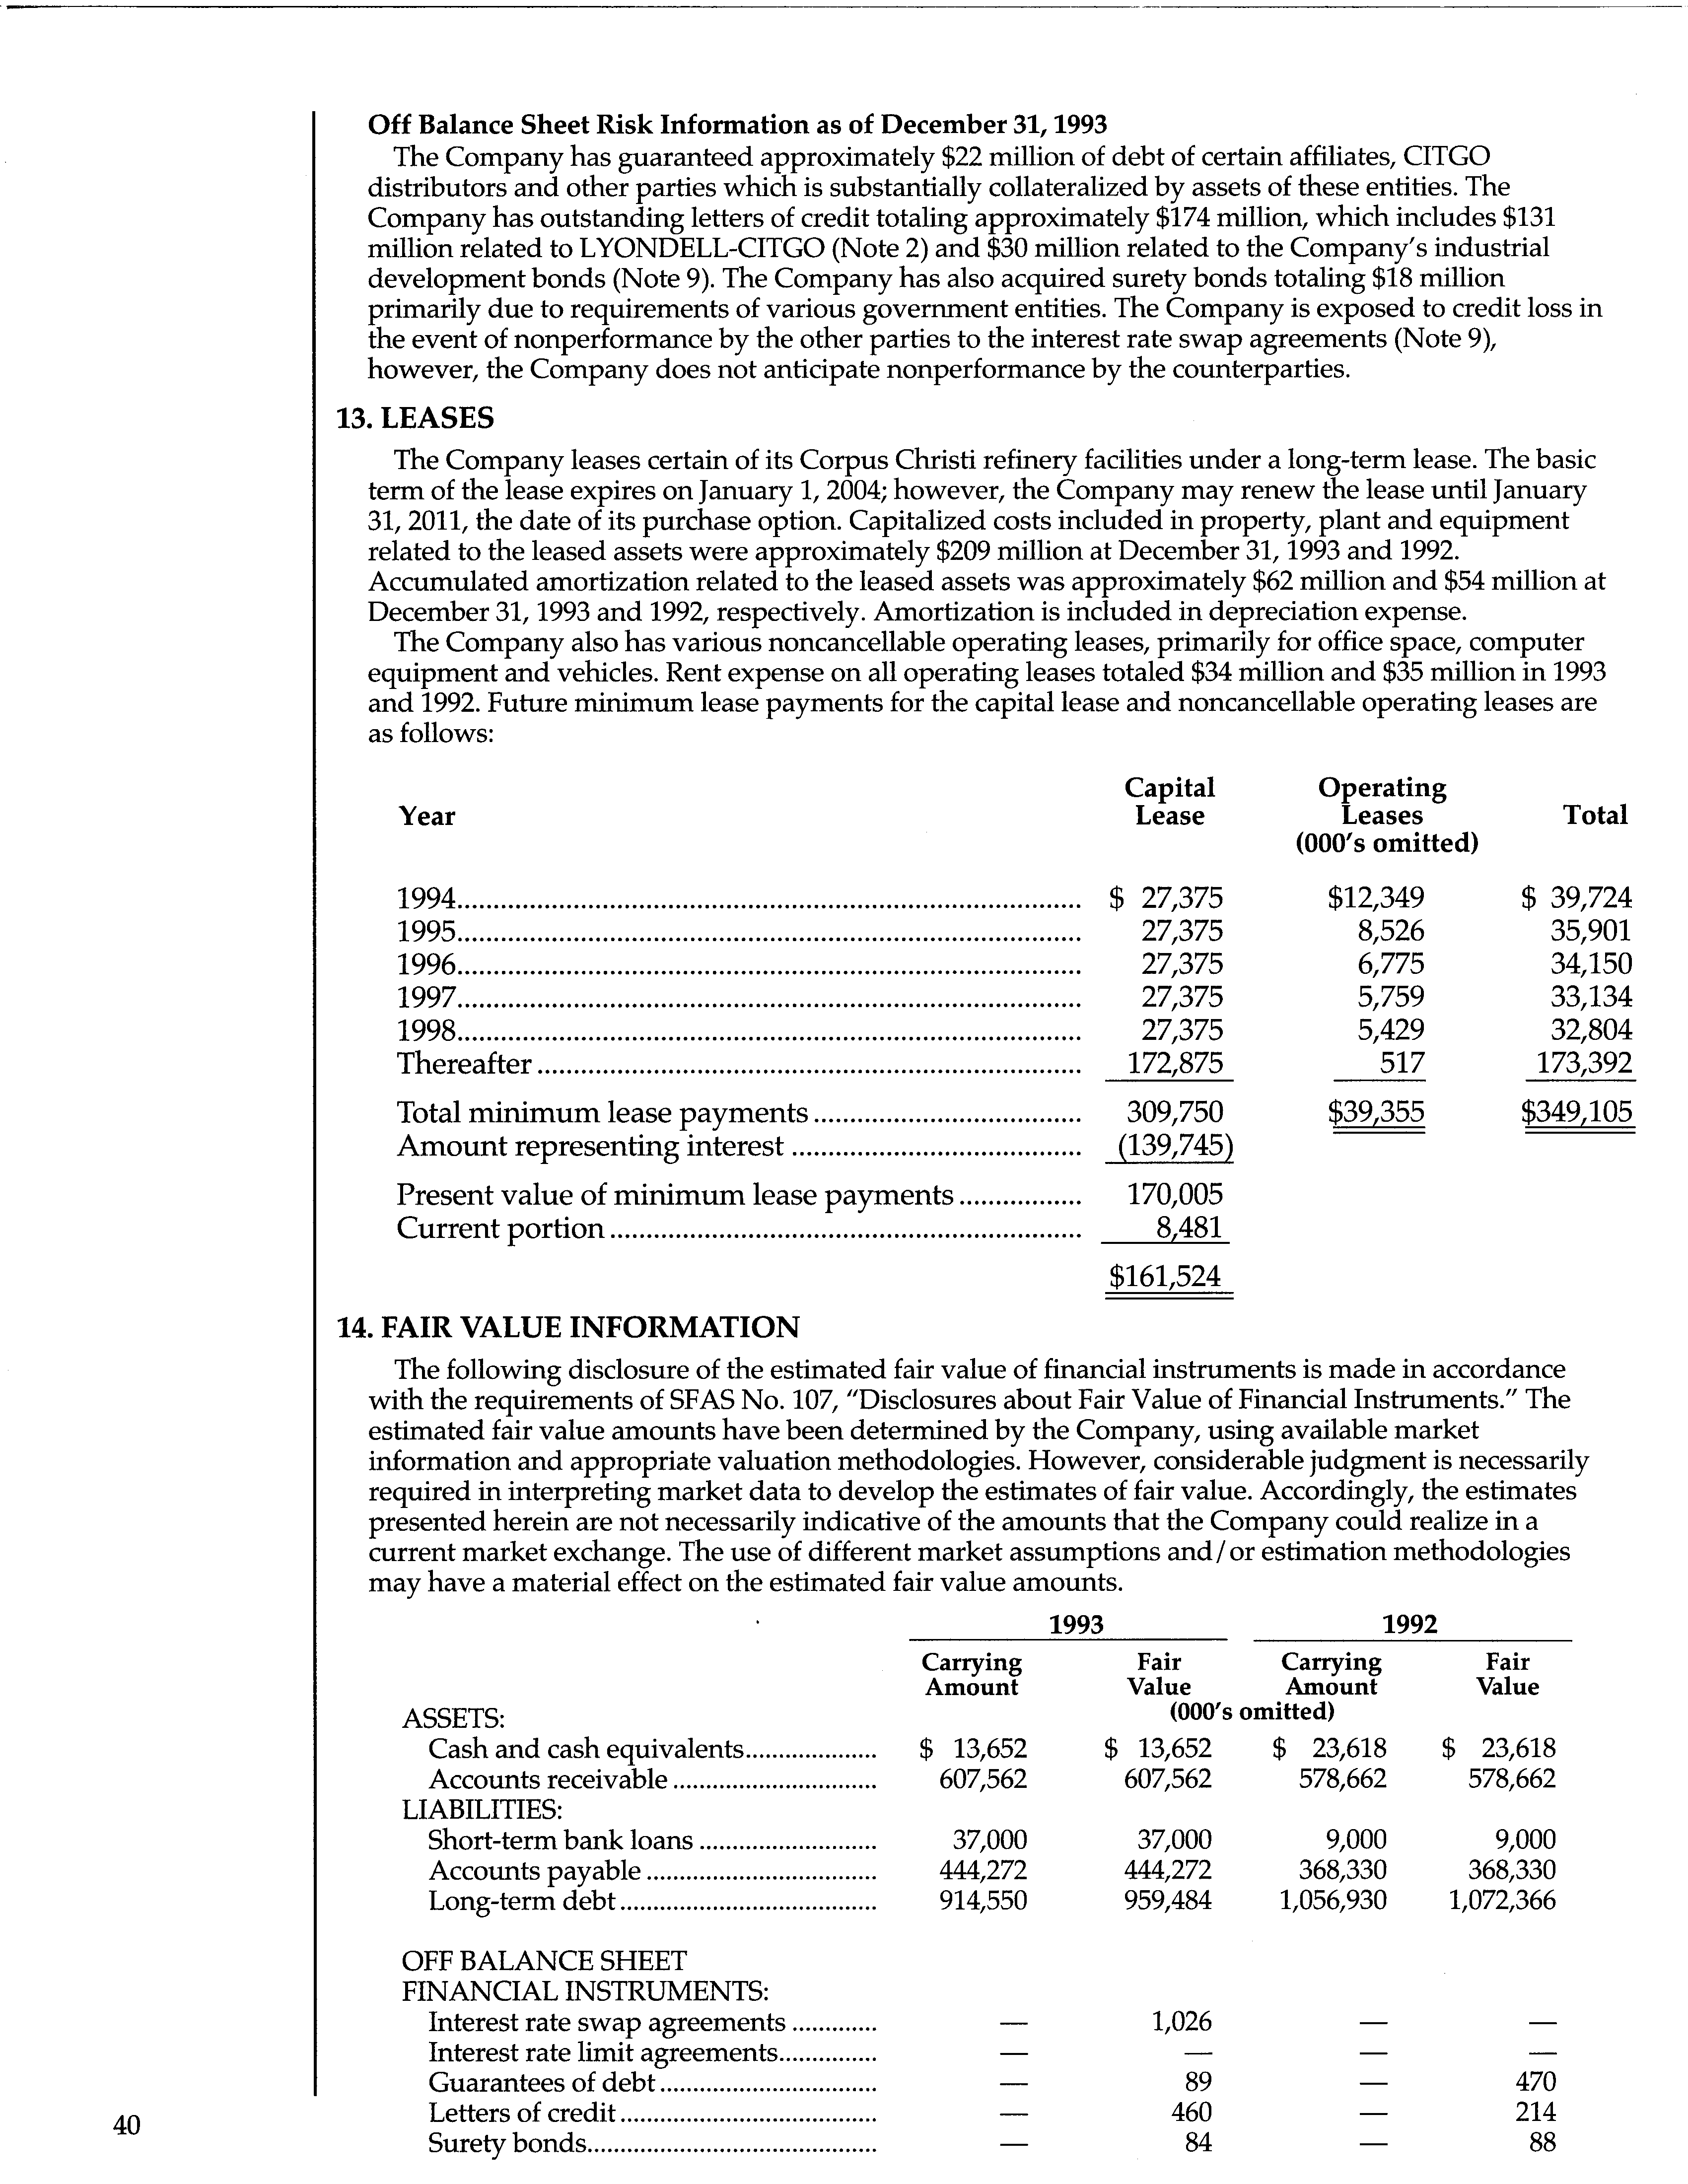 Off Balance Sheet Risk Information as of December 31, 1993
The Company has guaranteed approximately $22 million of debt of certain affiliates, CITGO
distributors and other parties which is substantially collateralized by assets of these entities. The
Company has outstanding letters of credit totaling approximately $174 million, which includes $131
million related to LYONDELL-CITGO (Note 2) and $30 million related to the Company's industrial
development bonds (Note 9). The Company has also acquired surety bonds totaling $18 million
primarily due to requirements of various government entities. The Company is exposed to credit loss in
the event of nonperformance by the other parties to the interest rate swap agreements (Note 9),
however, the Company does not anticipate nonperformance by the counterparties.
13. LEASES
The Company leases certain of its Corpus Christi refinery facilities under a long-term lease. The basic
term of the lease expires on January 1, 2004; however, the Company may renew the lease until January
31, 2011, the date of its purchase option. Capitalized costs included in property, plant and equipment
related to the leased assets were approximately $209 million at December 31, 1993 and 1992.
Accumulated amortization related to the leased assets was approximately $62 million and $54 million at
December 31, 1993 and 1992, respectively. Amortization is included in depreciation expense.
The Company also has various noncancellable operating leases, primarily for office space, computer
equipment and vehicles. Rent expense on all operating leases totaled $34 million and $35 million in 1993
and 1992. Future minimum lease payments for the capital lease and noncancellable operating leases are
as follows:
Capital Operating
Year Lease Leases Total
(000's omitted)
1994 $ 27,375 $12,349 $ 39,724
1995 27,375 8,526 35,901
1996 27,375 6,775 34,150
1997 27,375 5,759 33,134
1998 27,375 5,429 32,804
Thereafter 172,875 517 173,392
Total minimum lease payments 309,750 $39,355 $349,105
Amount representing interest (139,745)
Present value of minimum lease payments 170,005
Current portion 8,481
$161,524
14. FAIR VALUE INFORMATION
The following disclosure of the estimated fair value of financial instruments is made in accordance
with the requirements of SFAS No. 107, "Disclosures about Fair Value of Financial Instruments." The
estimated fair value amounts have been determined by the Company, using available market
information and appropriate valuation methodologies. However, considerable judgment is necessarily
required in interpreting market data to develop the estimates of fair value. Accordingly, the estimates
presented herein are not necessarily indicative of the amounts that the Company could realize in a
current market exchange. The use of different market assumptions and/or estimation methodologies
may have a material effect on the estimated fair value amounts.
1993 1992
Carrying Fair Carrying Fair
Amount Value Amount Value
(000's omitted)
ASSETS:
Cash and cash equivalents $ 13,652 $ 13,652 $ 23,618 $ 23,618
Accounts receivable 607,562 607,562 578,662 578,662
LIABILITIES:
Short-term bank loans 37,000 37,000 9,000 9,000
Accounts payable 444,272 444,272 368,330 368,330
Long-term debt 914,550 959,484 1,056,930 1,072,366
OFF BALANCE SHEET
FINANCIAL INSTRUMENTS:
Interest rate swap agreements — 1,026 — —
Interest rate limit agreements — — — —
Guarantees of debt — 89 — 470
Letters of credit — 460 — 214
Surety bonds — 84 — 88
40